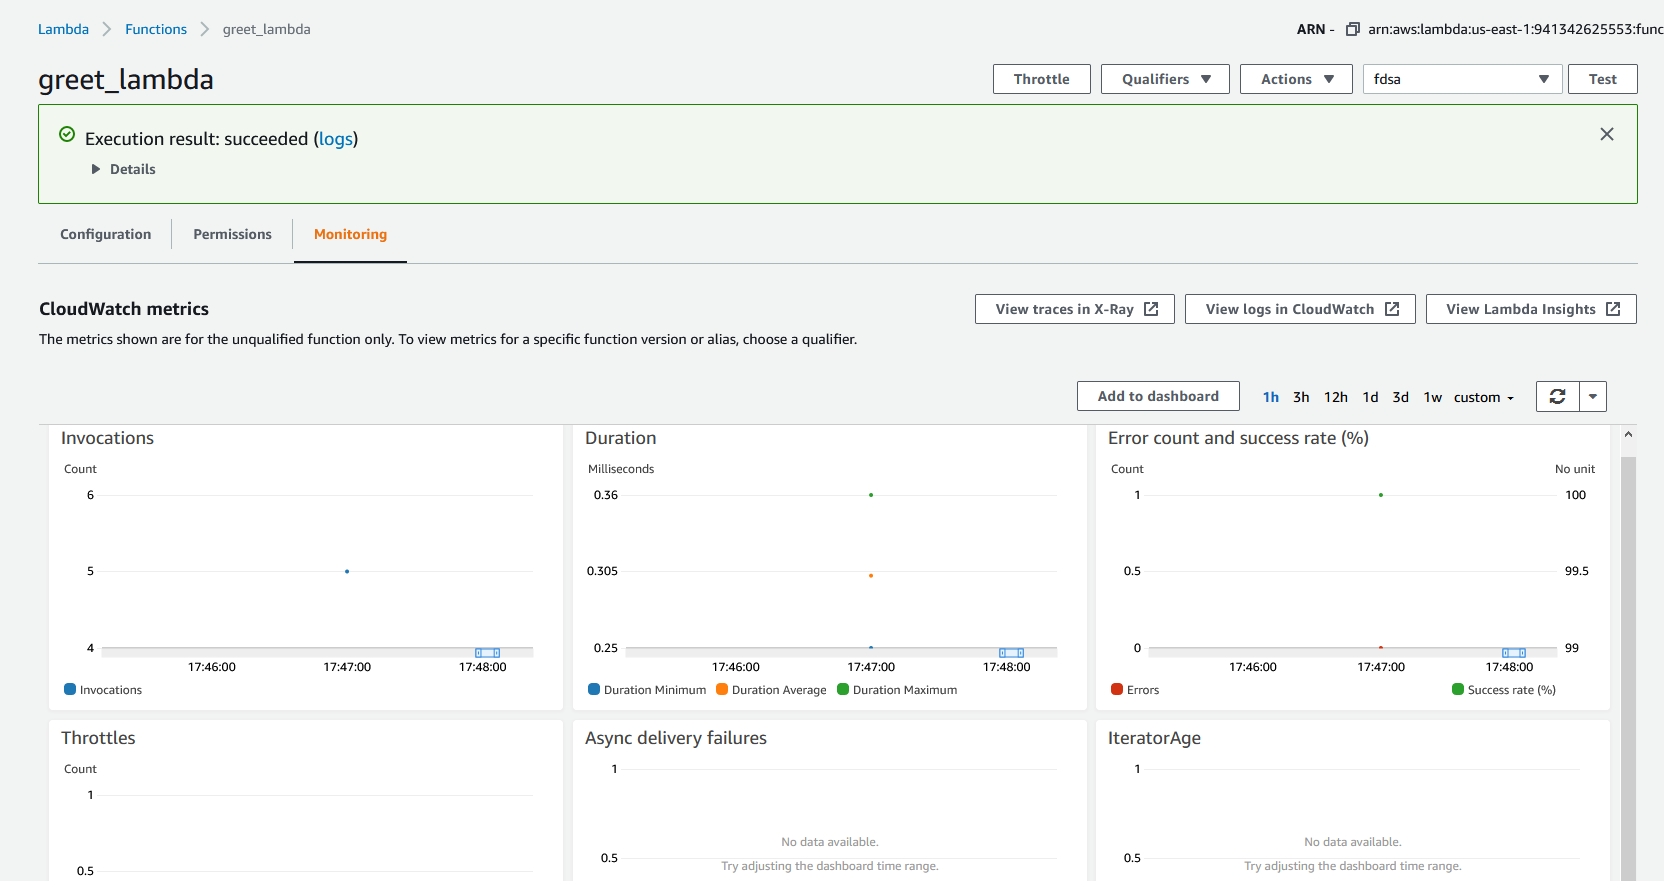 Lambda > Functions > greet_lambda
ARN - arn:aws:lambda:us-east-1:941342625553:func
greet_lambda
Throttle Qualifiers Actions fdsa Test
Execution result: succeeded (logs)
Details
Configuration Permissions Monitoring
CloudWatch metrics
View traces in X-Ray View logs in CloudWatch View Lambda Insights
The metrics shown are for the unqualified function only. To view metrics for a specific function version or alias, choose a qualifier.
Add to dashboard 1h 3h 12h 1d 3d 1w custom
Invocations
Count
6
5
4
17:46:00 17:47:00 17:48:00
Invocations
Duration
Milliseconds
0.36
0.305
0.25
17:46:00 17:47:00 17:48:00
Duration Minimum Duration Average Duration Maximum
Error count and success rate (%)
Count No unit
1 100
0.5 99.5
0 99
17:46:00 17:47:00 17:48:00
Errors Success rate (%)
Throttles
Count
1
0.5
Async delivery failures
1
No data available.
0.5
Try adjusting the dashboard time range.
IteratorAge
1
No data available.
0.5
Try adjusting the dashboard time range.